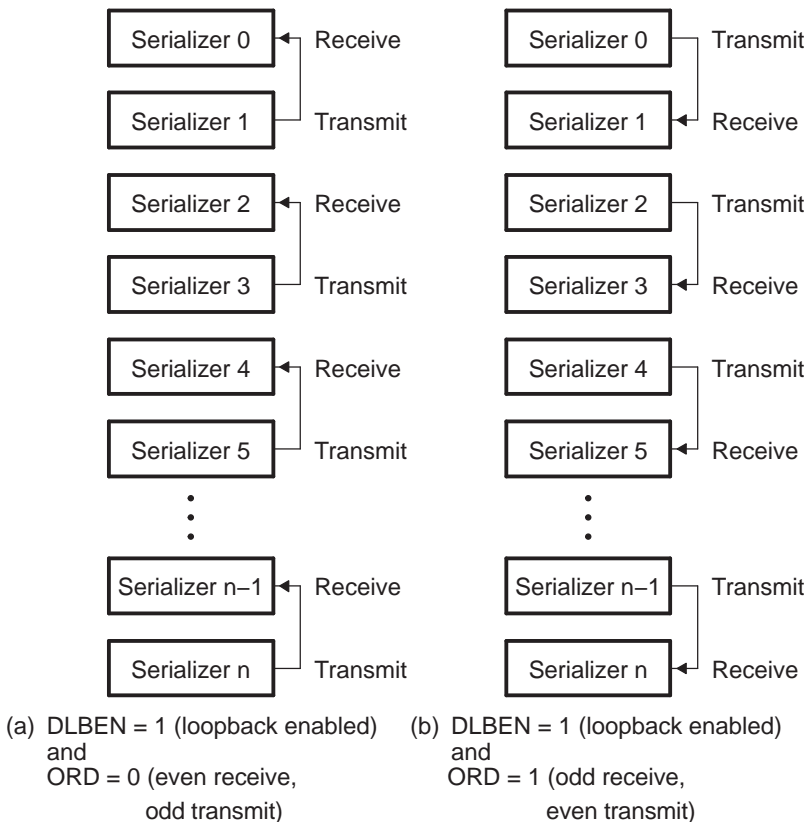 Serializer 0 Receive
Serializer 1 Transmit
Serializer 2 Receive
Serializer 3 Transmit
Serializer 4 Receive
Serializer 5 Transmit
Serializer n−1 Receive
Serializer n Transmit
(a) DLBEN = 1 (loopback enabled)
and
ORD = 0 (even receive,
odd transmit)
Serializer 0 Transmit
Serializer 1 Receive
Serializer 2 Transmit
Serializer 3 Receive
Serializer 4 Transmit
Serializer 5 Receive
Serializer n−1 Transmit
Serializer n Receive
(b) DLBEN = 1 (loopback enabled)
and
ORD = 1 (odd receive,
even transmit)